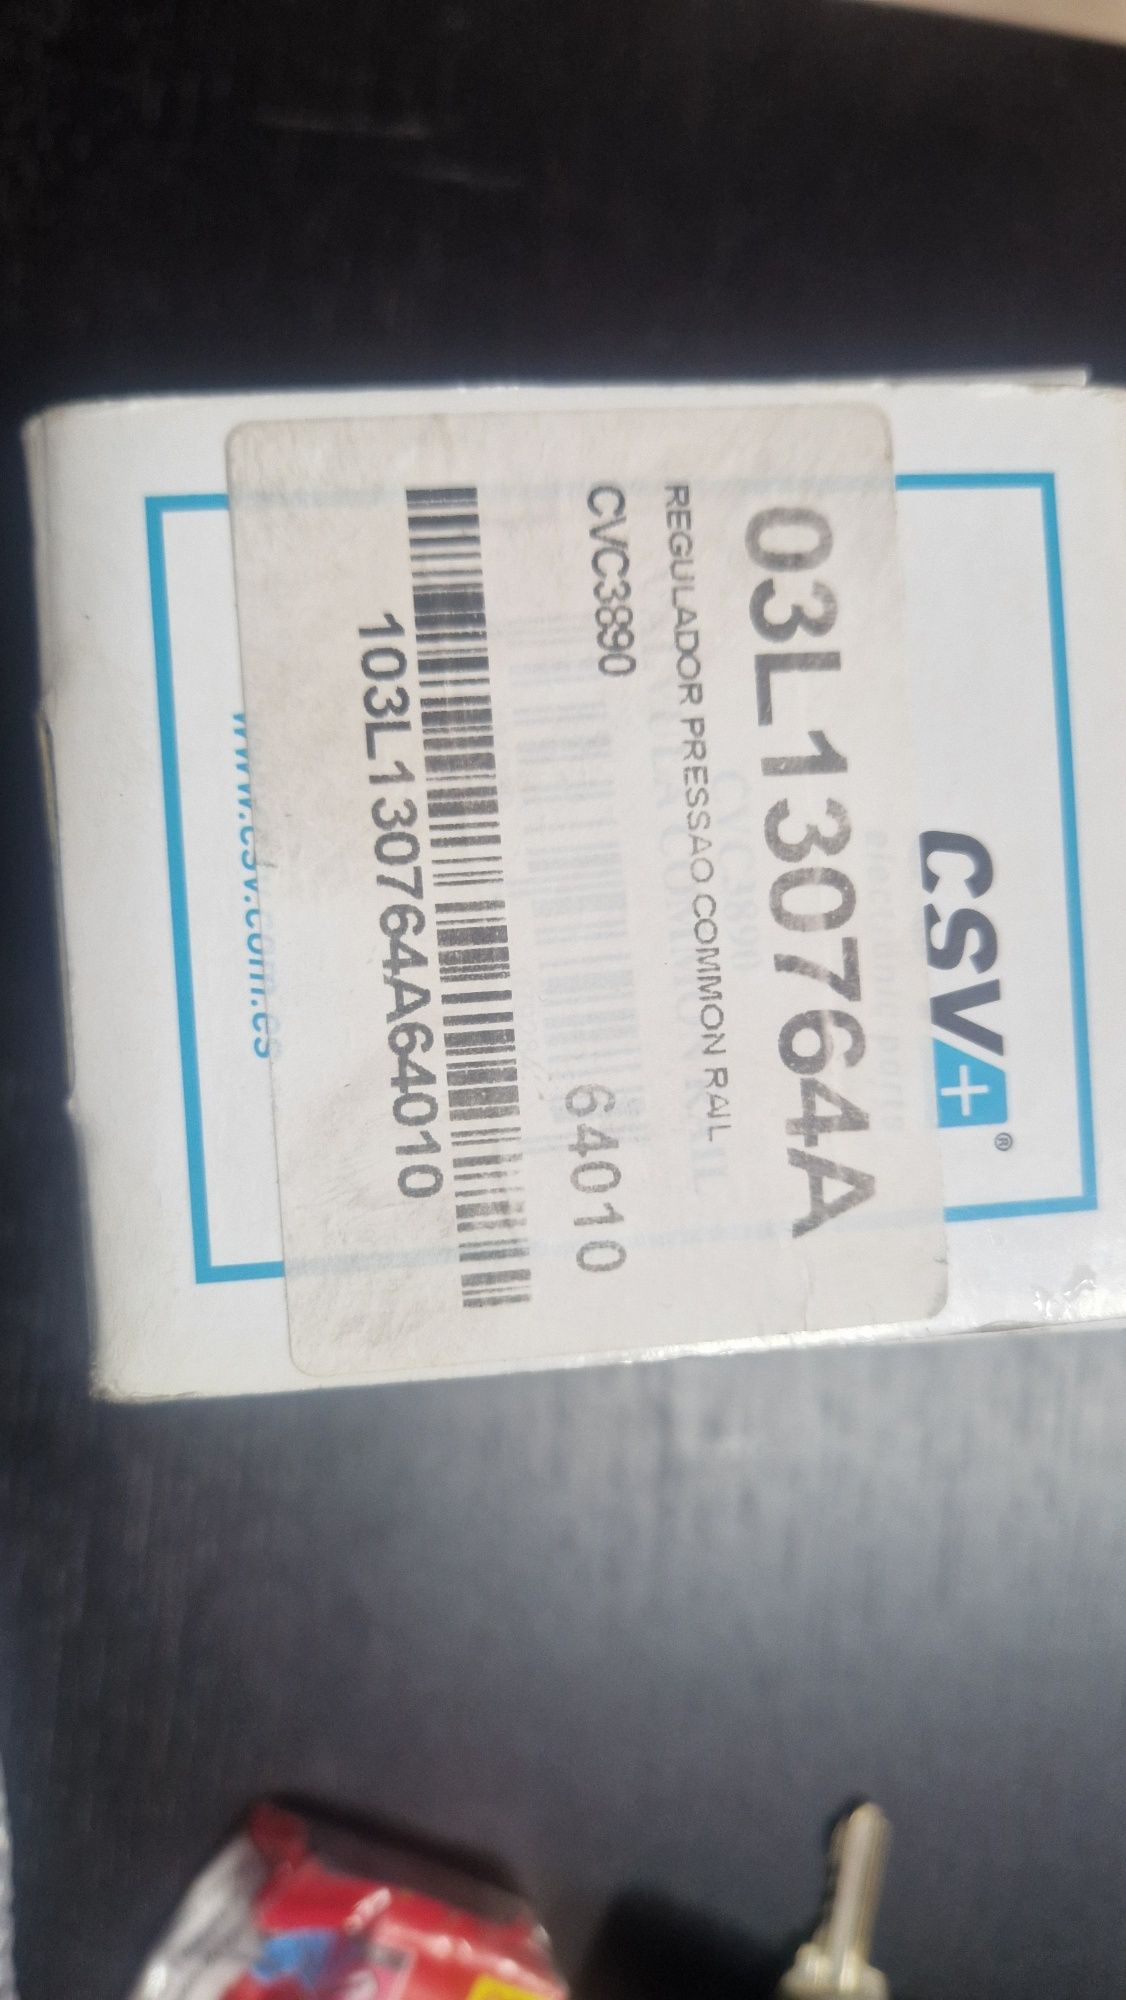 CSV+®
03L130764A
REGULADOR PRESSAO COMMON RAIL
CVC3890 64010
103L130764A64010
www.csv.com.es